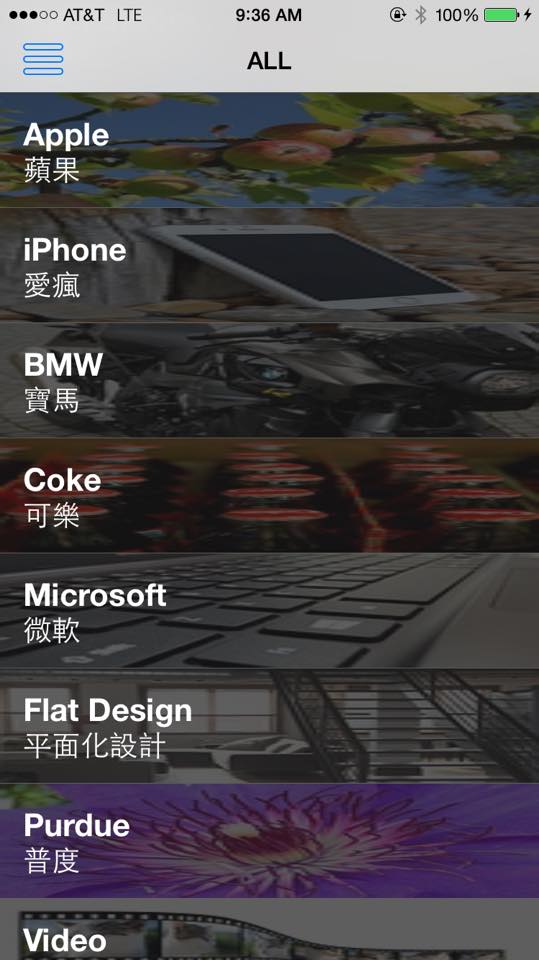 AT&T LTE 9:36 AM 100%
ALL
Apple
蘋果
iPhone
愛瘋
BMW
寶馬
Coke
可樂
Microsoft
微軟
Flat Design
平面化設計
Purdue
普度
Video